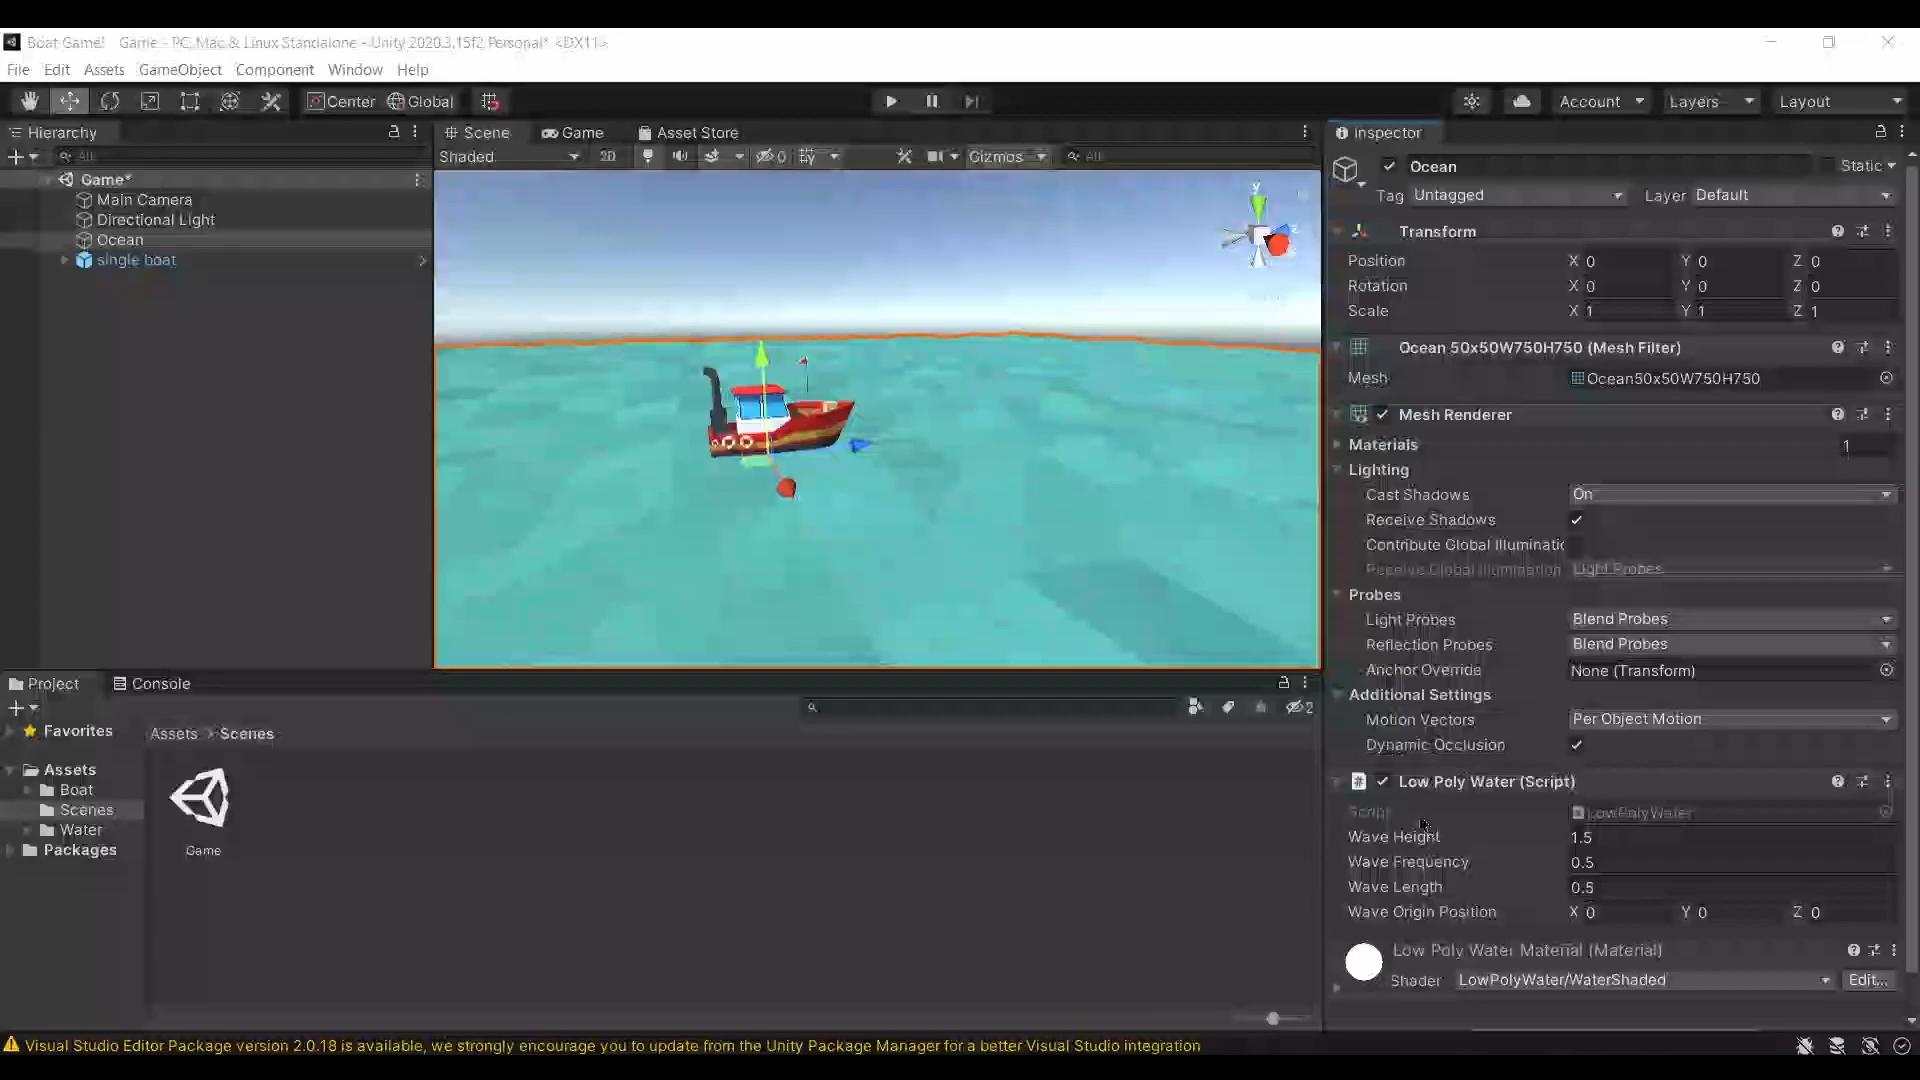 Boat Game! Game - PC, Mac & Linux Standalone - Unity 2020.3.15f2 Personal* <DX11>
File Edit Assets GameObject Component Window Help
Center Global Account Layers Layout
Hierarchy
All
Game*
Main Camera
Directional Light
Ocean
single boat
Scene Game Asset Store
Shaded 2D 0 Gizmos All
y
z
Inspector
Ocean Static
Tag Untagged Layer Default
Transform
Position X 0 Y 0 Z 0
Rotation X 0 Y 0 Z 0
Scale X 1 Y 1 Z 1
Ocean 50x50W750H750 (Mesh Filter)
Mesh Ocean50x50W750H750
Mesh Renderer
Materials 1
Lighting
Cast Shadows On
Receive Shadows
Contribute Global Illuminatic
Receive Global Illumination Light Probes
Probes
Light Probes Blend Probes
Reflection Probes Blend Probes
Anchor Override None (Transform)
Additional Settings
Motion Vectors Per Object Motion
Dynamic Occlusion
Low Poly Water (Script)
Script LowPolyWater
Wave Height 1.5
Wave Frequency 0.5
Wave Length 0.5
Wave Origin Position X 0 Y 0 Z 0
Low Poly Water Material (Material)
Shader LowPolyWater/WaterShaded Edit...
Project Console
2
Favorites
Assets
Boat
Scenes
Water
Packages
Assets > Scenes
Game
Visual Studio Editor Package version 2.0.18 is available, we strongly encourage you to update from the Unity Package Manager for a better Visual Studio integration